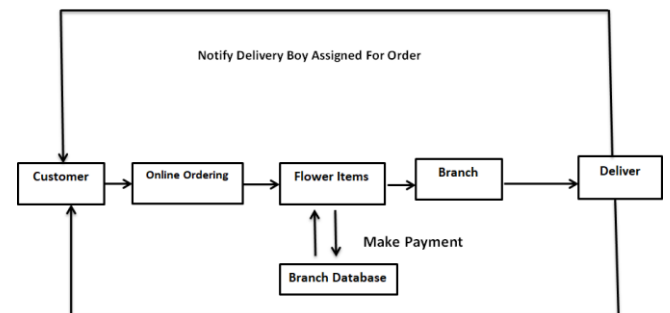 Notify Delivery Boy Assigned For Order
Customer
Online Ordering
Flower Items
Branch
Deliver
Make Payment
Branch Database